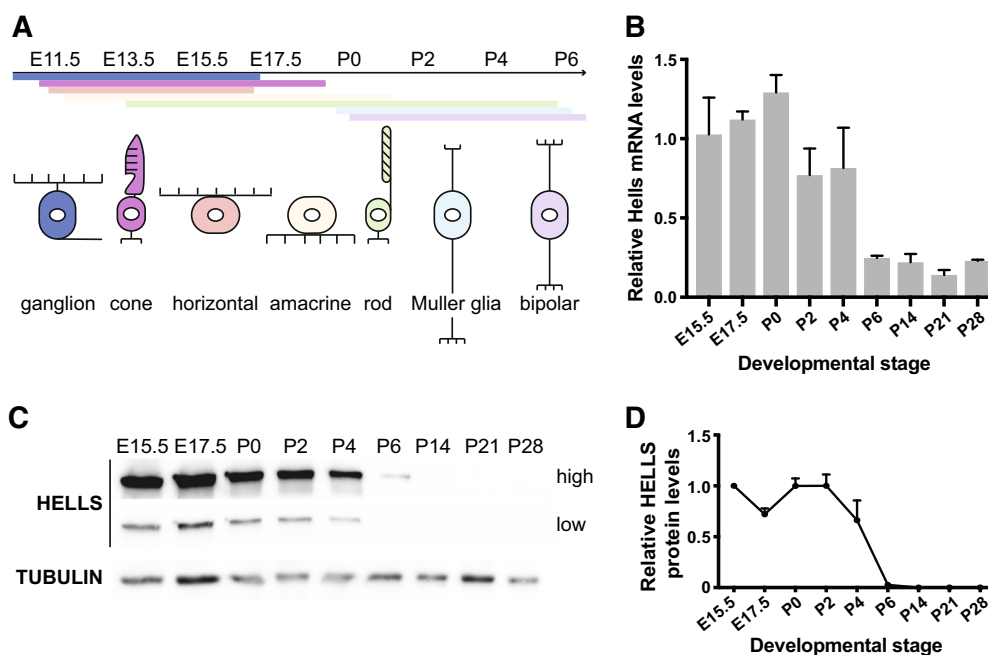 A
E11.5 E13.5 E15.5 E17.5 P0 P2 P4 P6
ganglion cone horizontal amacrine rod Muller glia bipolar
B
Relative Hells mRNA levels
1.5
1.0
0.5
0.0
E15.5 E17.5 P0 P2 P4 P6 P14 P21 P28
Developmental stage
C
E15.5 E17.5 P0 P2 P4 P6 P14 P21 P28
HELLS
high
low
TUBULIN
D
Relative HELLS
protein levels
1.5
1.0
0.5
0
E15.5 E17.5 P0 P2 P4 P6 P14 P21 P28
Developmental stage